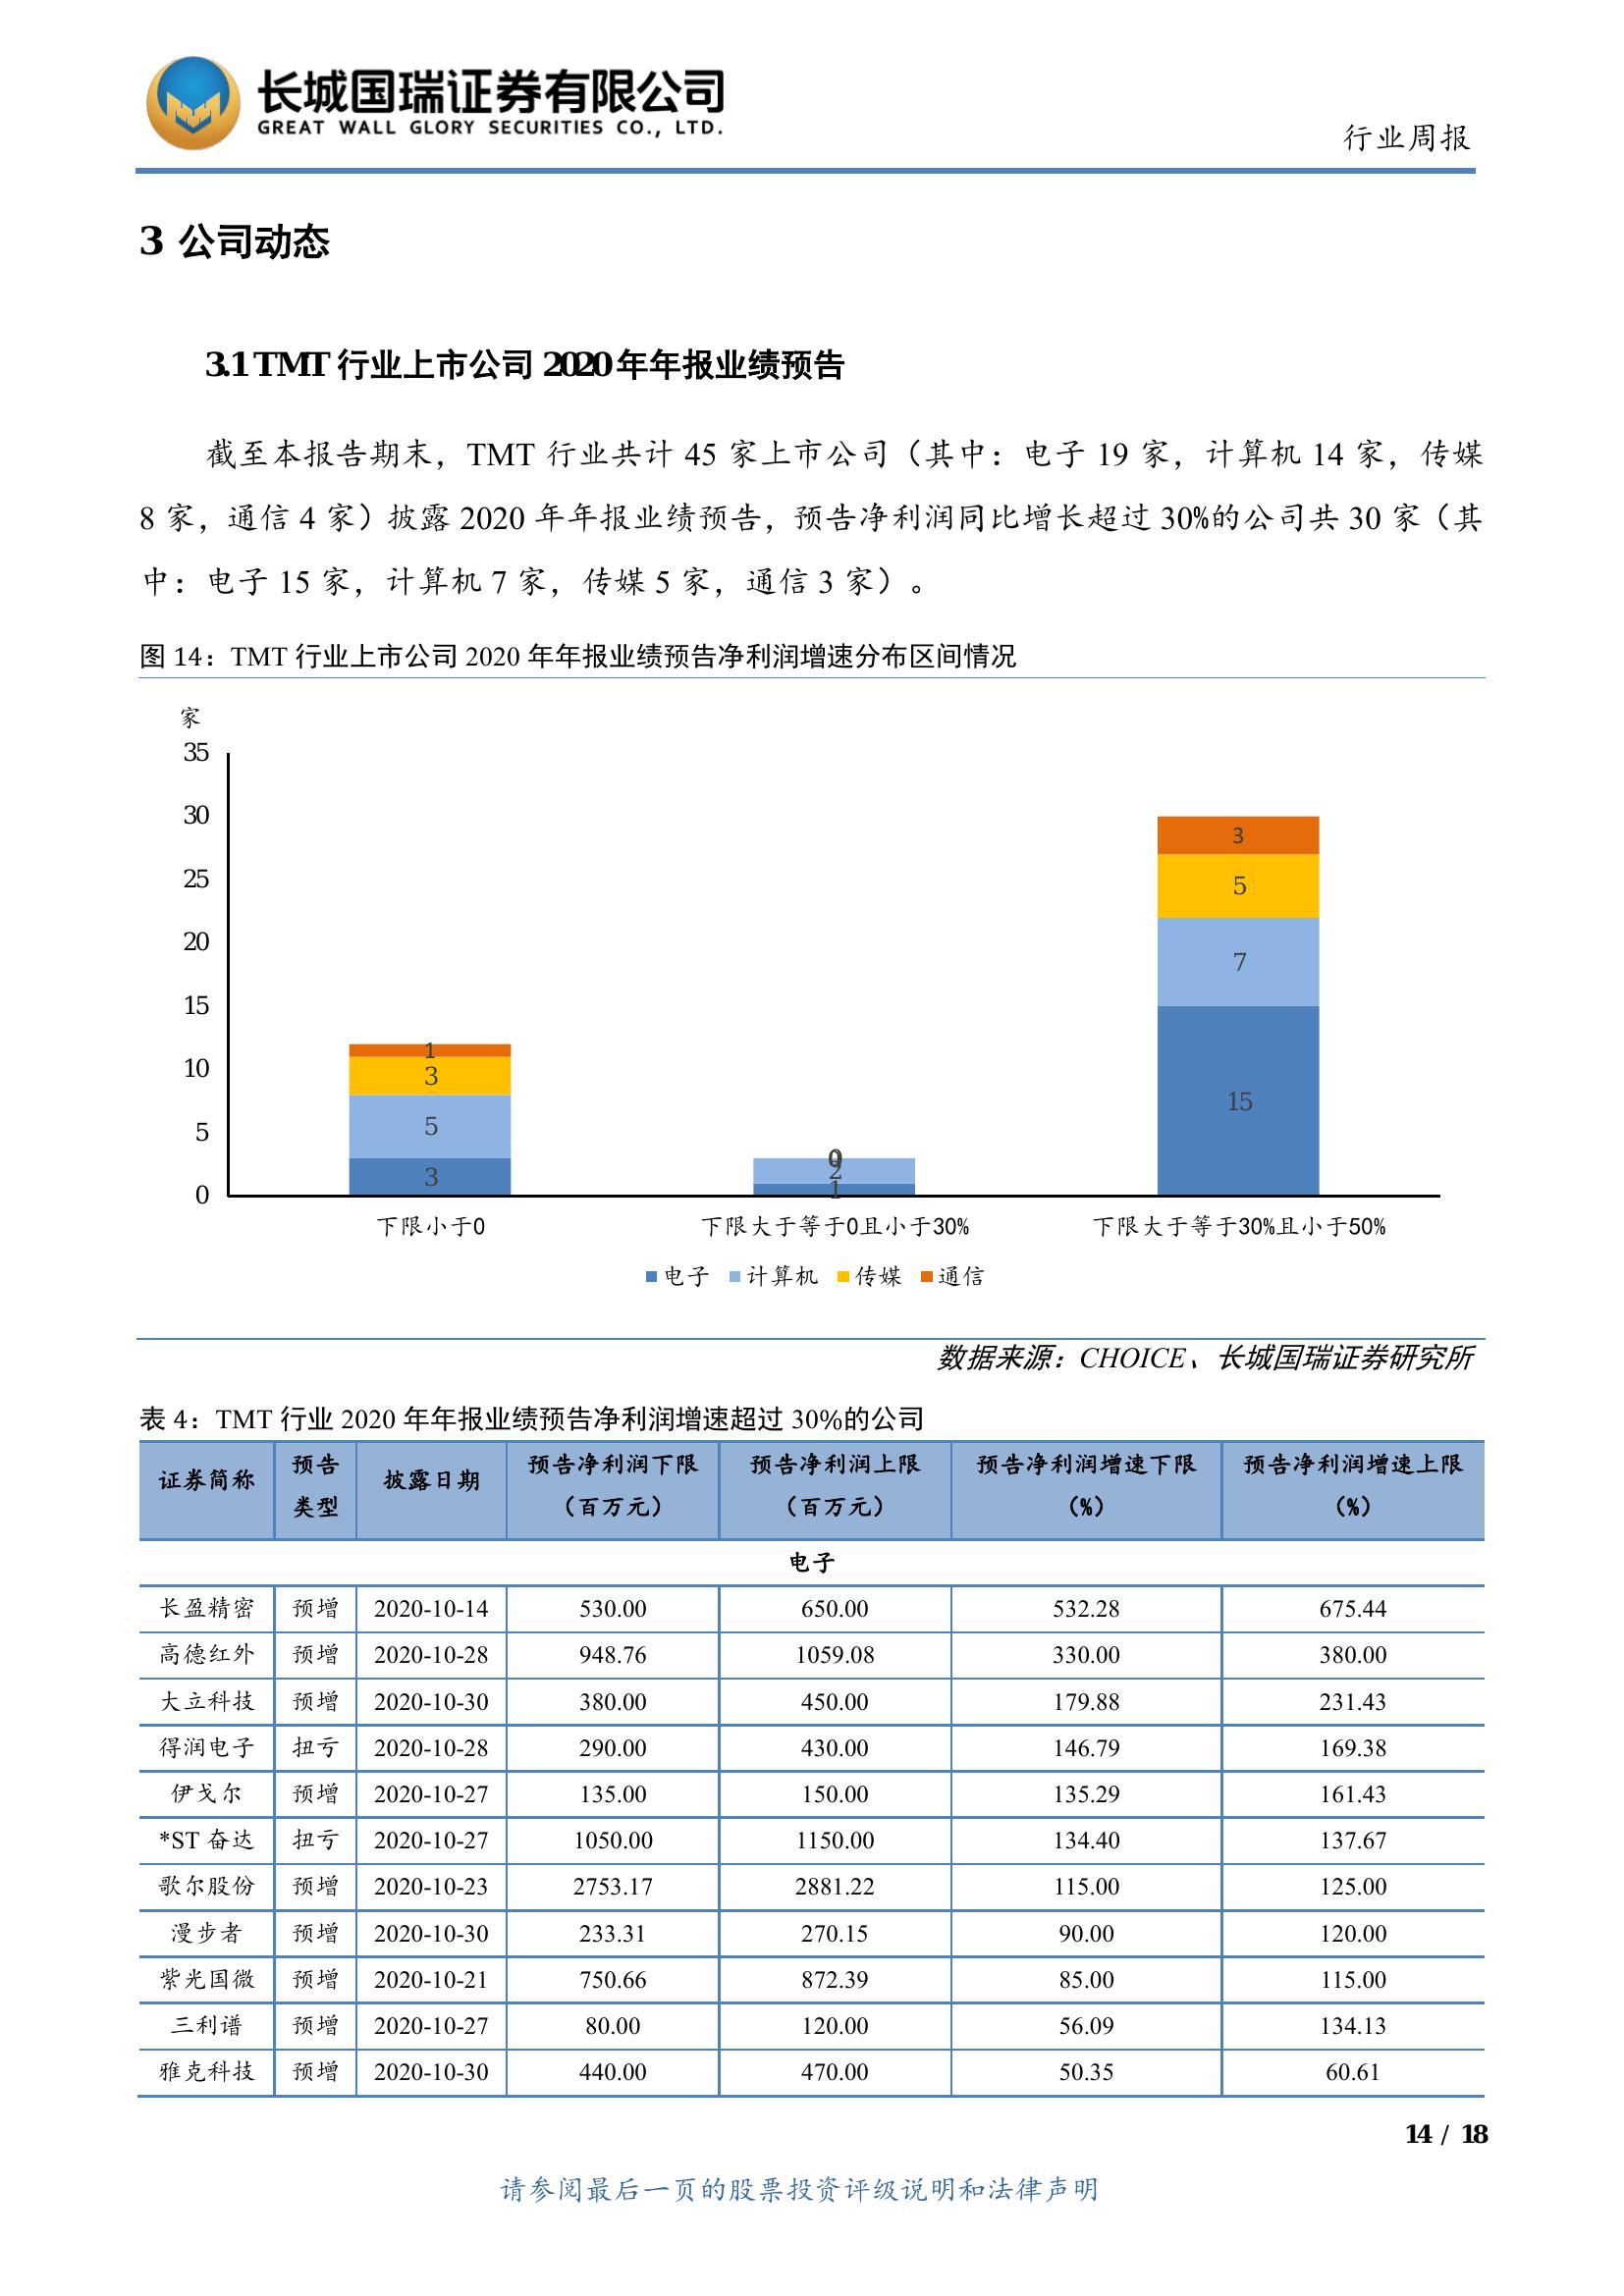 长城国瑞证券有限公司
GREAT WALL GLORY SECURITIES CO., LTD.
行业周报
3 公司动态
3.1 TMT 行业上市公司 2020 年年报业绩预告
截至本报告期末，TMT 行业共计 45 家上市公司（其中：电子 19 家，计算机 14 家，传媒
8 家，通信 4 家）披露 2020 年年报业绩预告，预告净利润同比增长超过 30%的公司共 30 家（其
中：电子 15 家，计算机 7 家，传媒 5 家，通信 3 家）。
图 14：TMT 行业上市公司 2020 年年报业绩预告净利润增速分布区间情况
家
35
30
25
20
15
10
5
0
1
3
5
3
0
0
2
1
3
5
7
15
下限小于0 下限大于等于0且小于30% 下限大于等于30%且小于50%
电子 计算机 传媒 通信
数据来源：CHOICE、长城国瑞证券研究所
表 4：TMT 行业 2020 年年报业绩预告净利润增速超过 30%的公司
证券简称 预告类型 披露日期 预告净利润下限（百万元） 预告净利润上限（百万元） 预告净利润增速下限（%） 预告净利润增速上限（%）
电子
长盈精密 预增 2020-10-14 530.00 650.00 532.28 675.44
高德红外 预增 2020-10-28 948.76 1059.08 330.00 380.00
大立科技 预增 2020-10-30 380.00 450.00 179.88 231.43
得润电子 扭亏 2020-10-28 290.00 430.00 146.79 169.38
伊戈尔 预增 2020-10-27 135.00 150.00 135.29 161.43
*ST 奋达 扭亏 2020-10-27 1050.00 1150.00 134.40 137.67
歌尔股份 预增 2020-10-23 2753.17 2881.22 115.00 125.00
漫步者 预增 2020-10-30 233.31 270.15 90.00 120.00
紫光国微 预增 2020-10-21 750.66 872.39 85.00 115.00
三利谱 预增 2020-10-27 80.00 120.00 56.09 134.13
雅克科技 预增 2020-10-30 440.00 470.00 50.35 60.61
14 / 18
请参阅最后一页的股票投资评级说明和法律声明